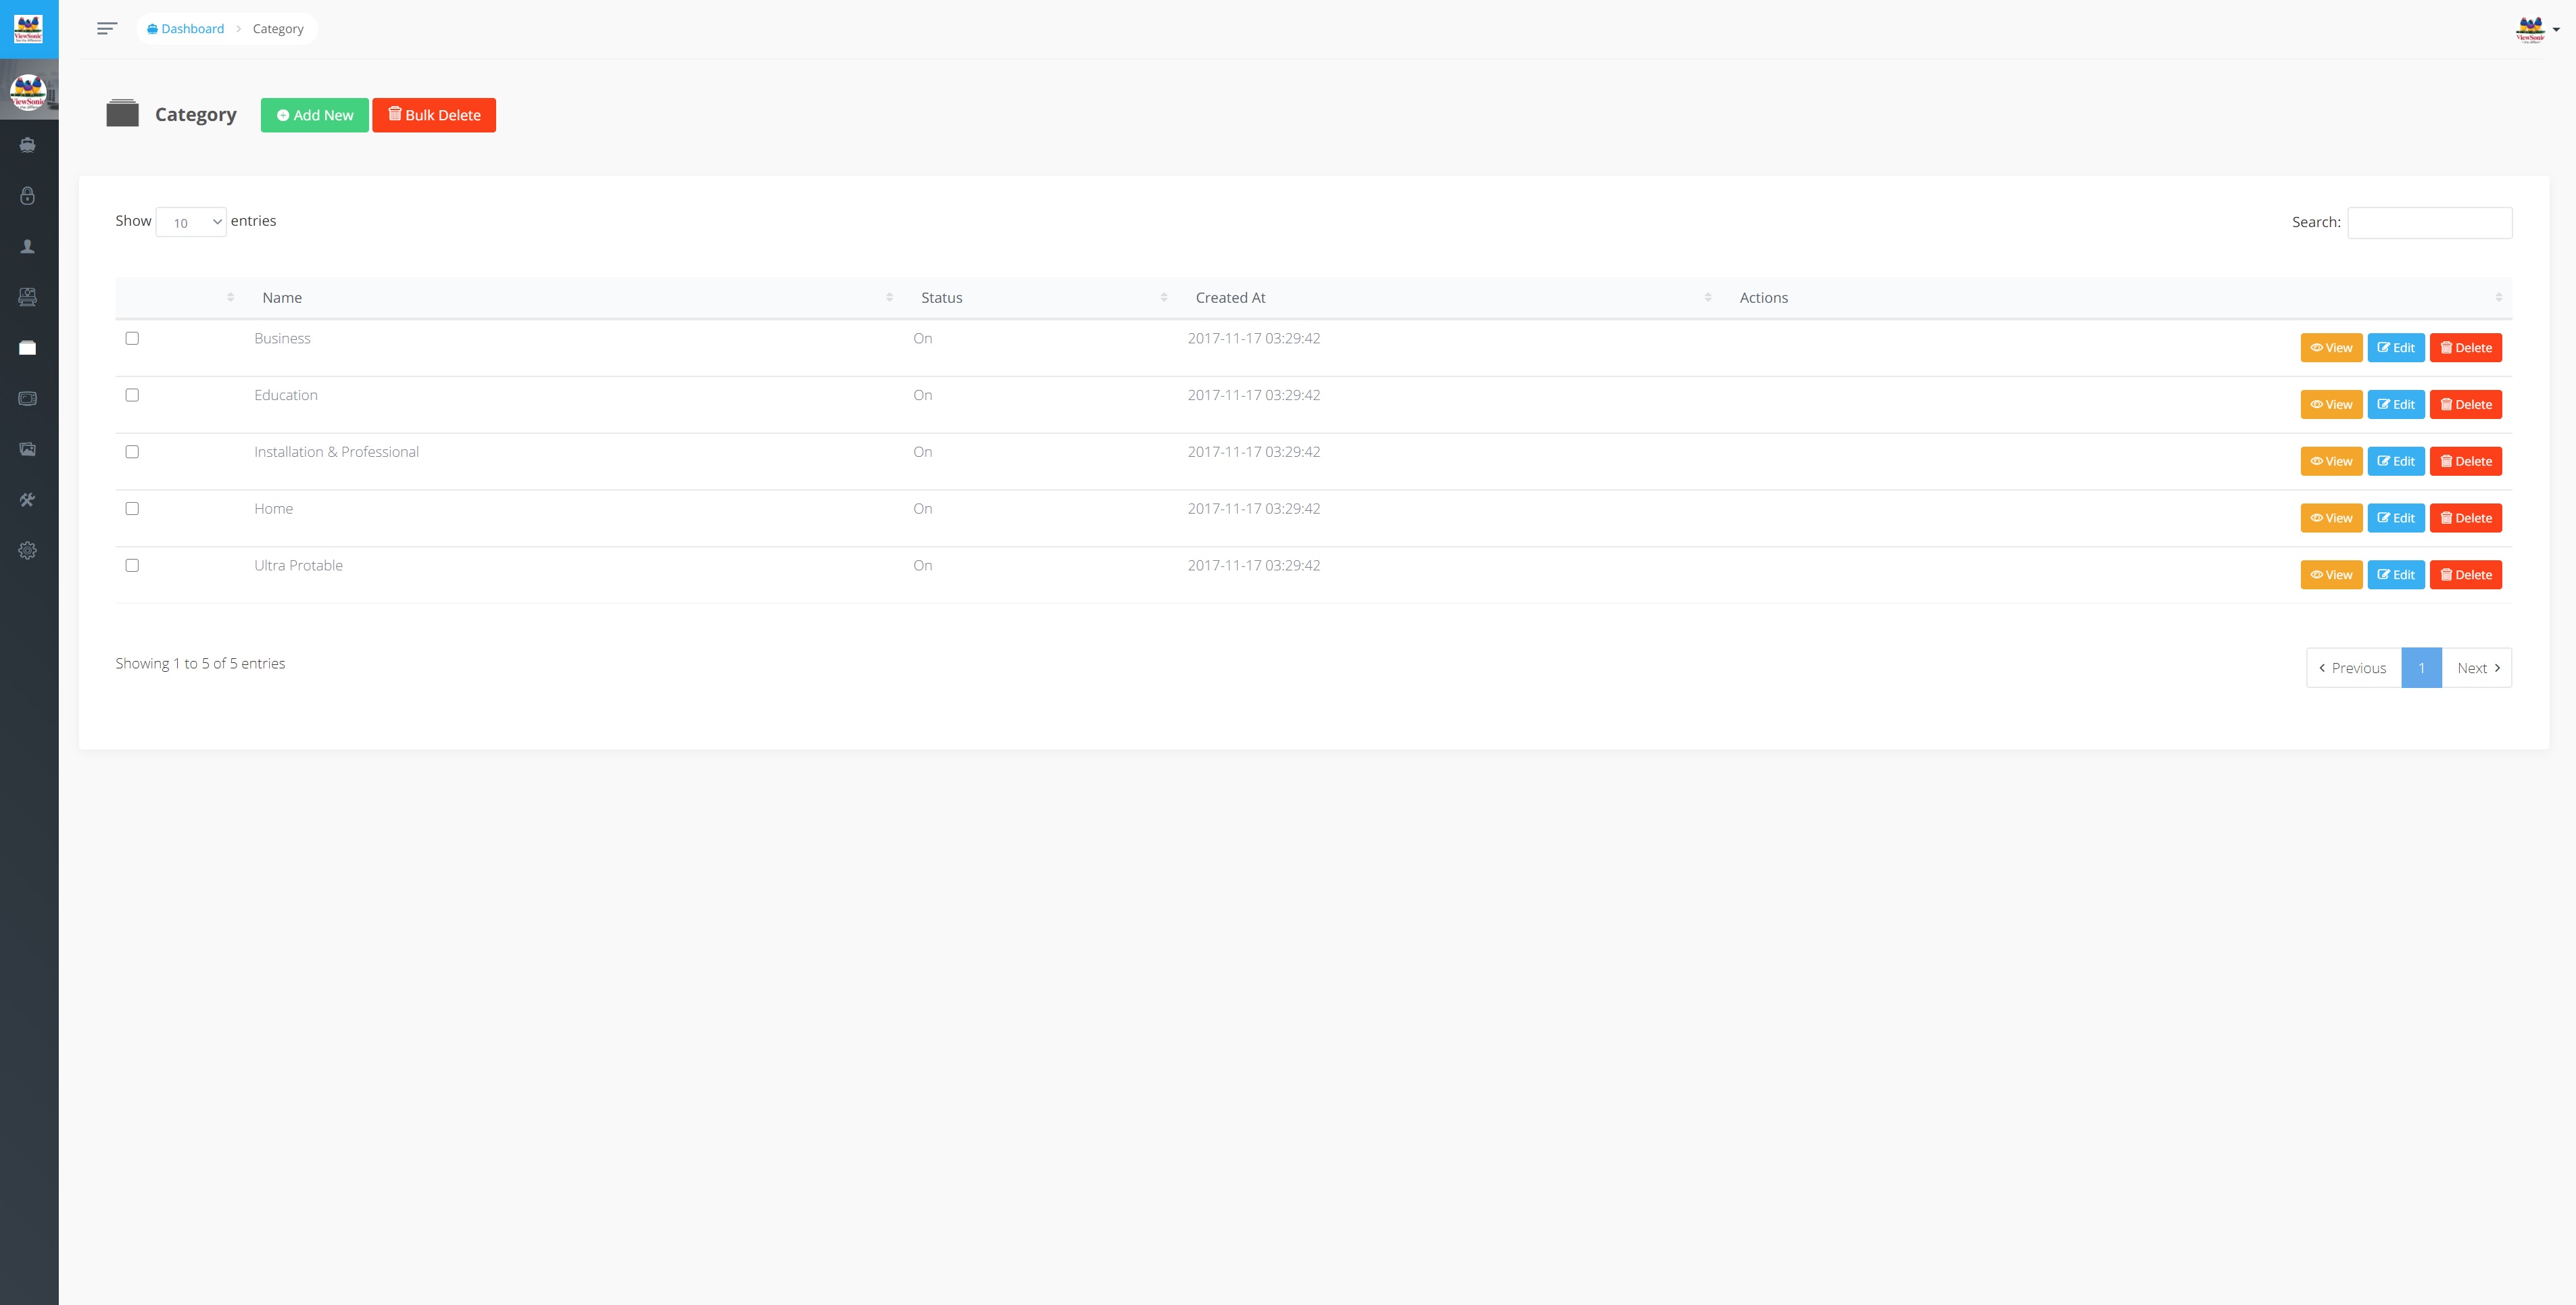 Dashboard > Category
Category
Add New
Bulk Delete
Show 10 entries
Search:
Name Status Created At Actions
Business On 2017-11-17 03:29:42 View Edit Delete
Education On 2017-11-17 03:29:42 View Edit Delete
Installation & Professional On 2017-11-17 03:29:42 View Edit Delete
Home On 2017-11-17 03:29:42 View Edit Delete
Ultra Protable On 2017-11-17 03:29:42 View Edit Delete
Showing 1 to 5 of 5 entries
Previous 1 Next
ViewSonic
ViewSonic
ViewSonic